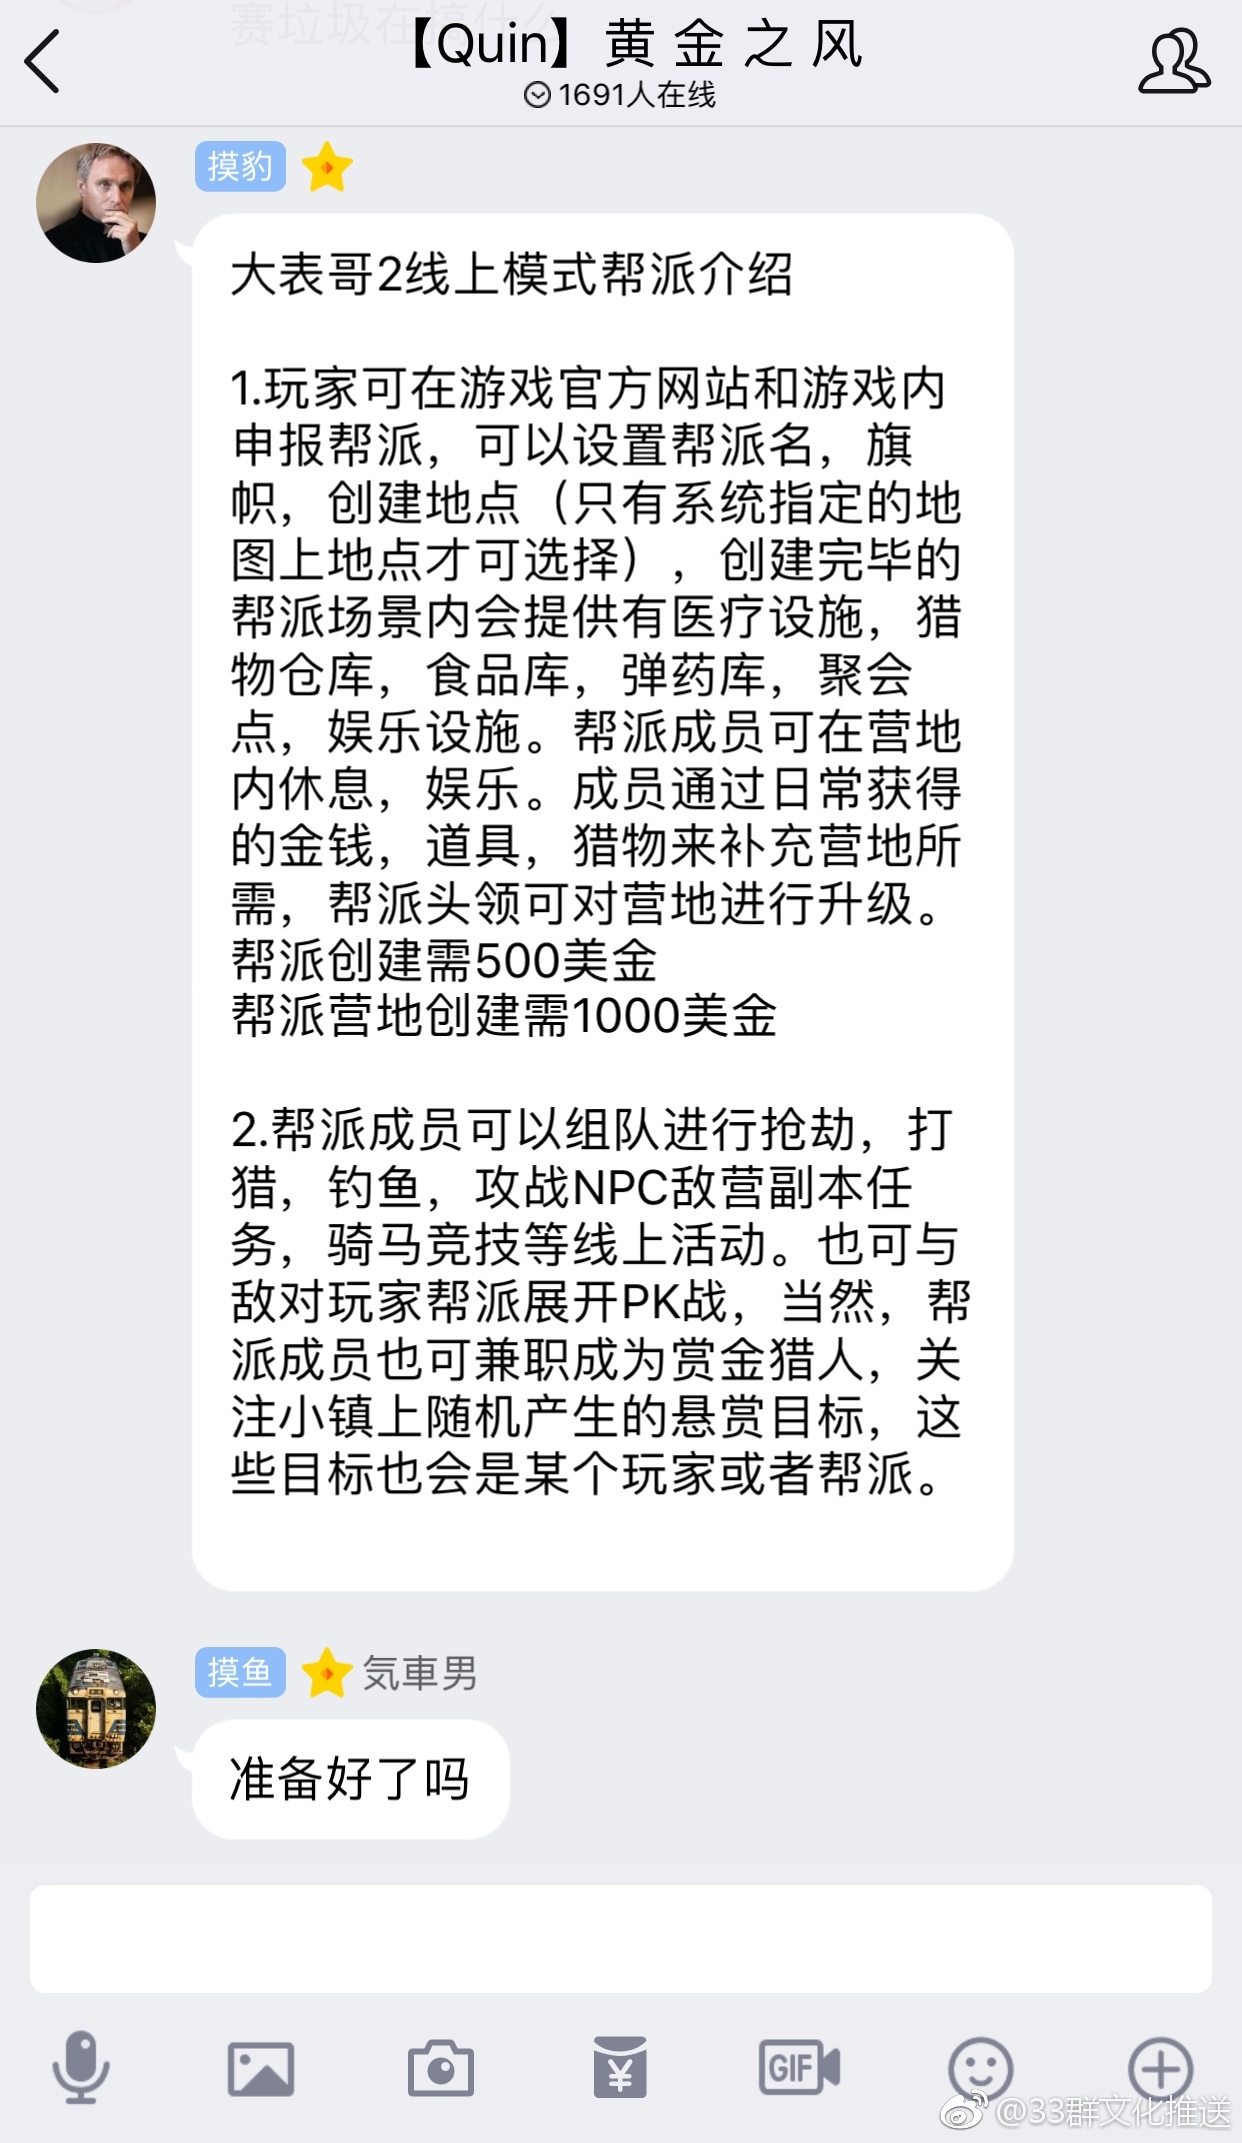 赛垃圾在搞什么
【Quin】黄 金 之 风
1691人在线
摸豹
大表哥2线上模式帮派介绍
1.玩家可在游戏官方网站和游戏内
申报帮派，可以设置帮派名，旗
帜，创建地点（只有系统指定的地
图上地点才可选择），创建完毕的
帮派场景内会提供有医疗设施，猎
物仓库，食品库，弹药库，聚会
点，娱乐设施。帮派成员可在营地
内休息，娱乐。成员通过日常获得
的金钱，道具，猎物来补充营地所
需，帮派头领可对营地进行升级。
帮派创建需500美金
帮派营地创建需1000美金
2.帮派成员可以组队进行抢劫，打
猎，钓鱼，攻战NPC敌营副本任
务，骑马竞技等线上活动。也可与
敌对玩家帮派展开PK战，当然，帮
派成员也可兼职成为赏金猎人，关
注小镇上随机产生的悬赏目标，这
些目标也会是某个玩家或者帮派。
摸鱼 気車男
准备好了吗
¥
GIF
@33群文化推送